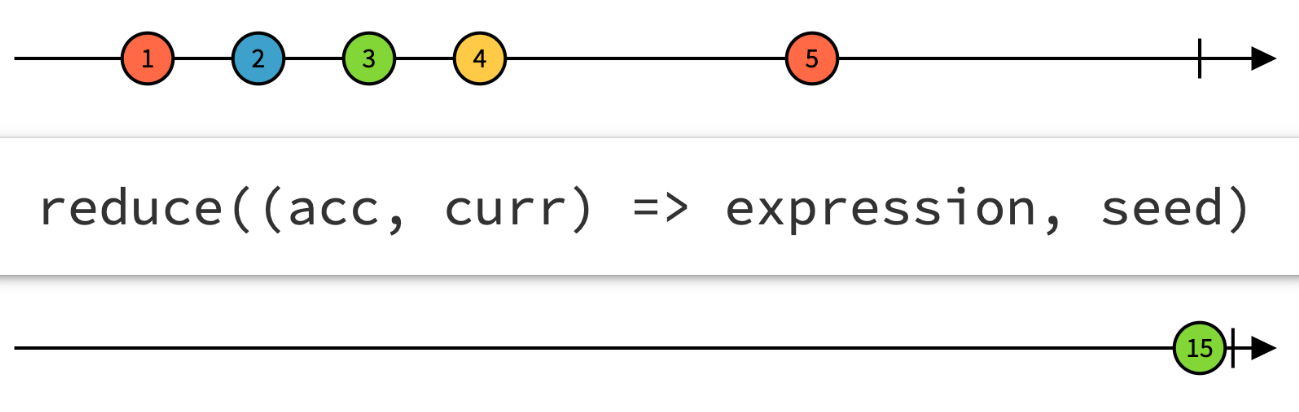 1 2 3 4 5
reduce((acc, curr) => expression, seed)
15